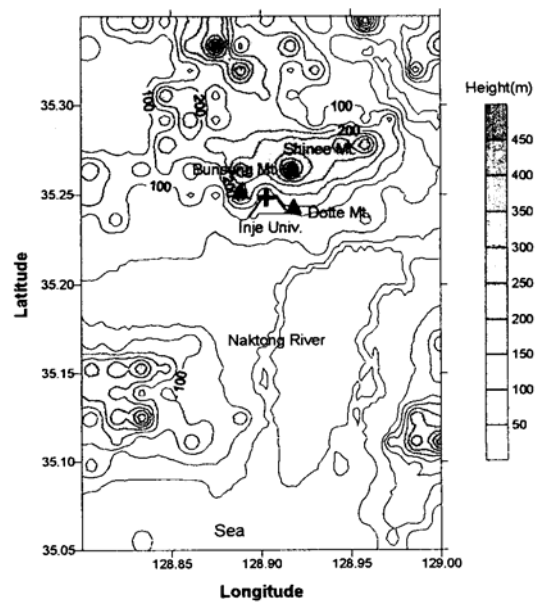 35.30
35.25
35.20
35.15
35.10
35.05
Latitude
128.85
128.90
128.95
129.00
Longitude
Height(m)
450
400
350
300
250
200
150
100
50
100
200
100
200
Shinee Mt.
Bunsung Mt.
100
Dotte Mt.
Inje Univ.
Naktong River
100
Sea